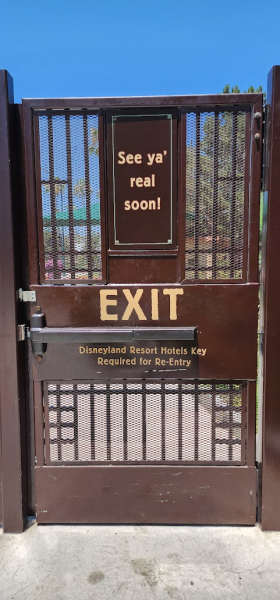 See ya'
real
soon!
EXIT
Disneyland Resort Hotels Key
Required for Re-Entry